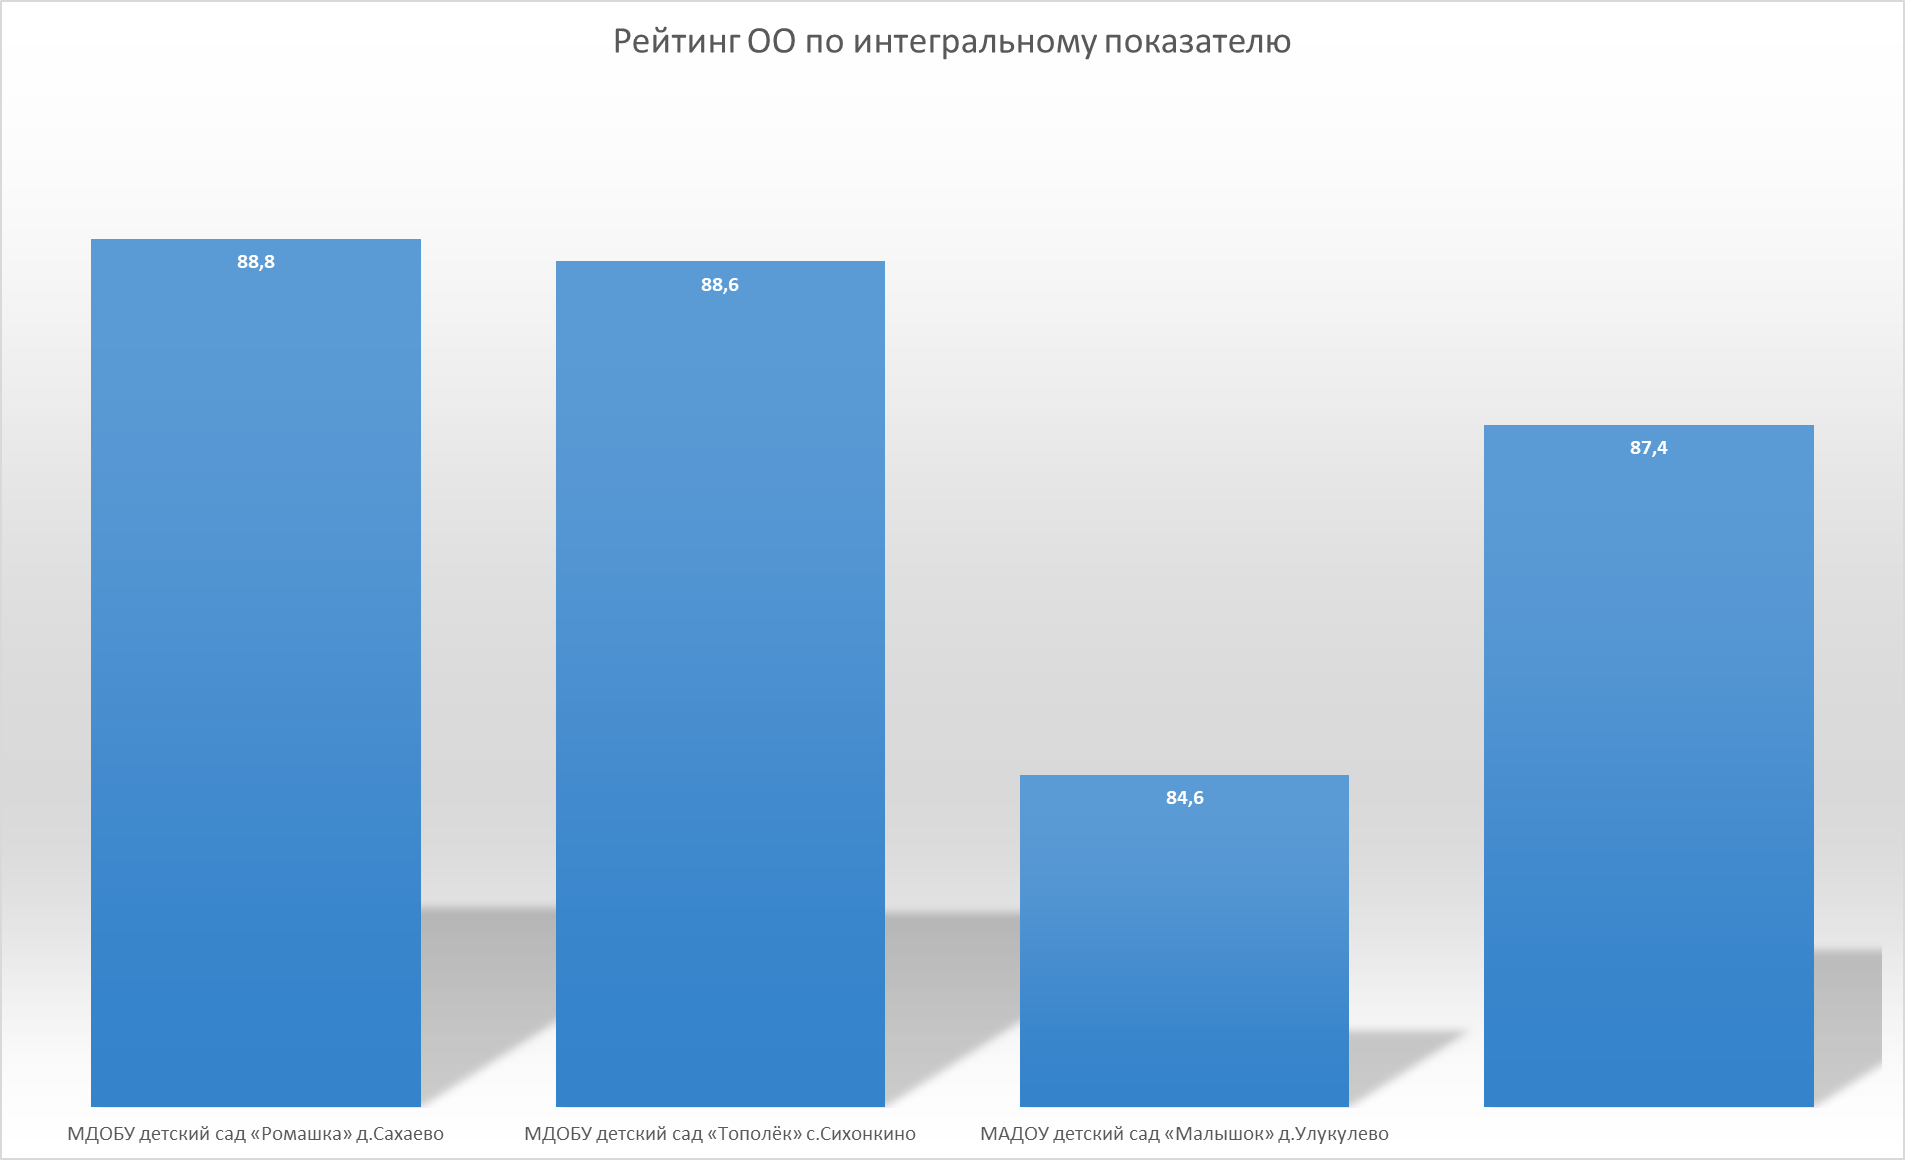 Рейтинг ОО по интегральному показателю
88,8
88,6
84,6
87,4
МДОБУ детский сад «Ромашка» д.Сахаево
МДОБУ детский сад «Тополёк» с.Сихонкино
МАДОУ детский сад «Малышок» д.Улукулево